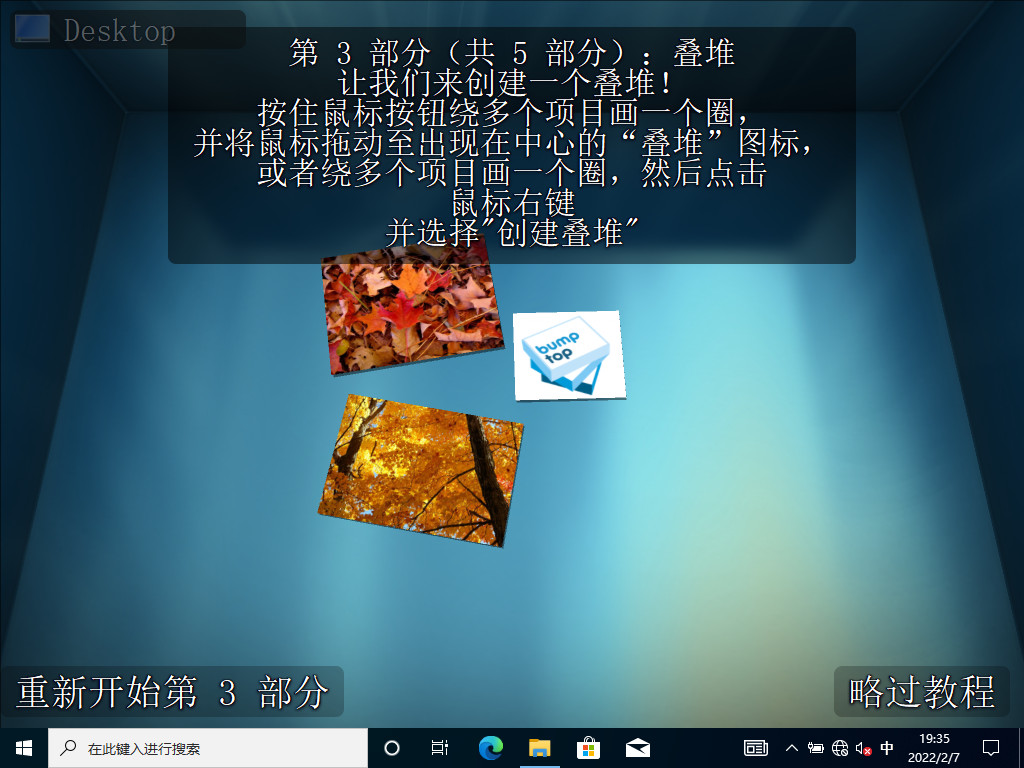 Desktop
第 3 部分（共 5 部分）：叠堆
让我们来创建一个叠堆！
按住鼠标按钮绕多个项目画一个圈，
并将鼠标拖动至出现在中心的“叠堆”图标，
或者绕多个项目画一个圈，然后点击
鼠标右键
并选择"创建叠堆"
bump
top
重新开始第 3 部分
略过教程
在此键入进行搜索
中
19:35
2022/2/7